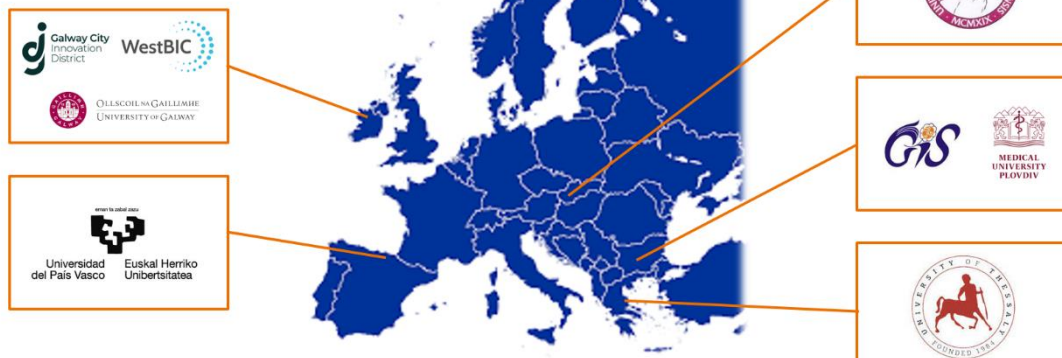 Galway City
Innovation
District
WestBIC
OLLSCOIL NA GAILLIMHE
UNIVERSITY OF GALWAY
eman ta zabal zazu
Universidad
del País Vasco
Euskal Herriko
Unibertsitatea
MCMXIX
GiS
MEDICAL
UNIVERSITY
PLOVDIV
UNIVERSITY OF THESSALY
FOUNDED 1984